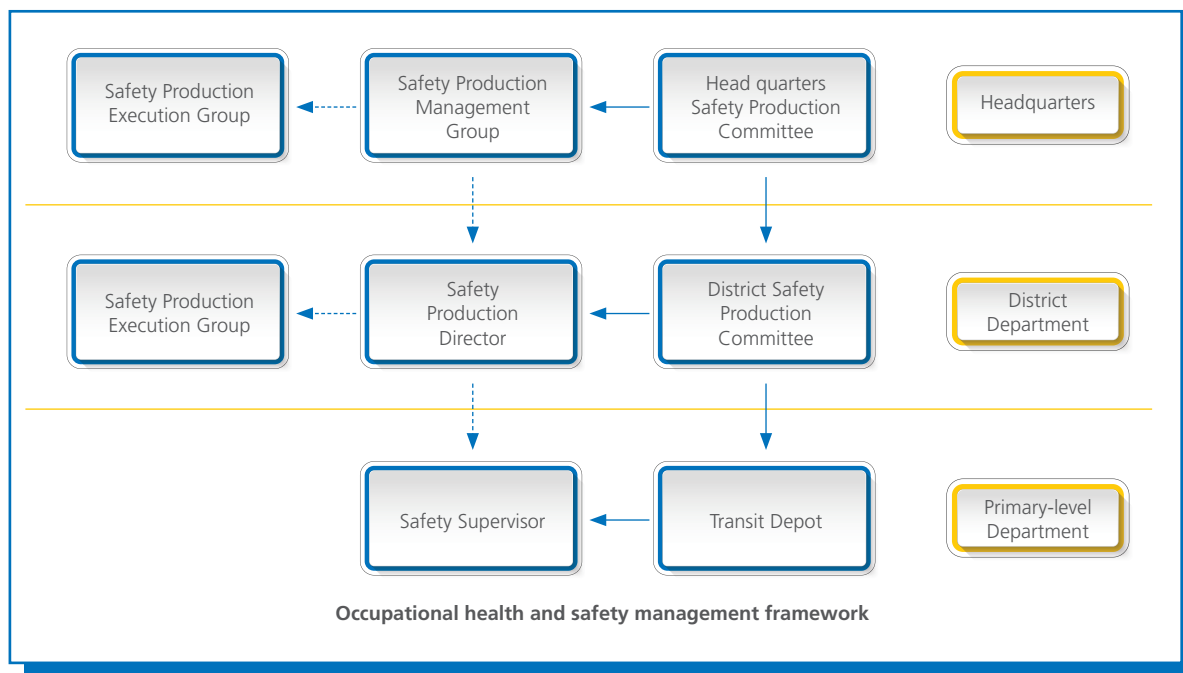 Safety Production
Execution Group
Safety Production
Management
Group
Head quarters
Safety Production
Committee
Headquarters
Safety Production
Execution Group
Safety
Production
Director
District Safety
Production
Committee
District
Department
Safety Supervisor
Transit Depot
Primary-level
Department
Occupational health and safety management framework